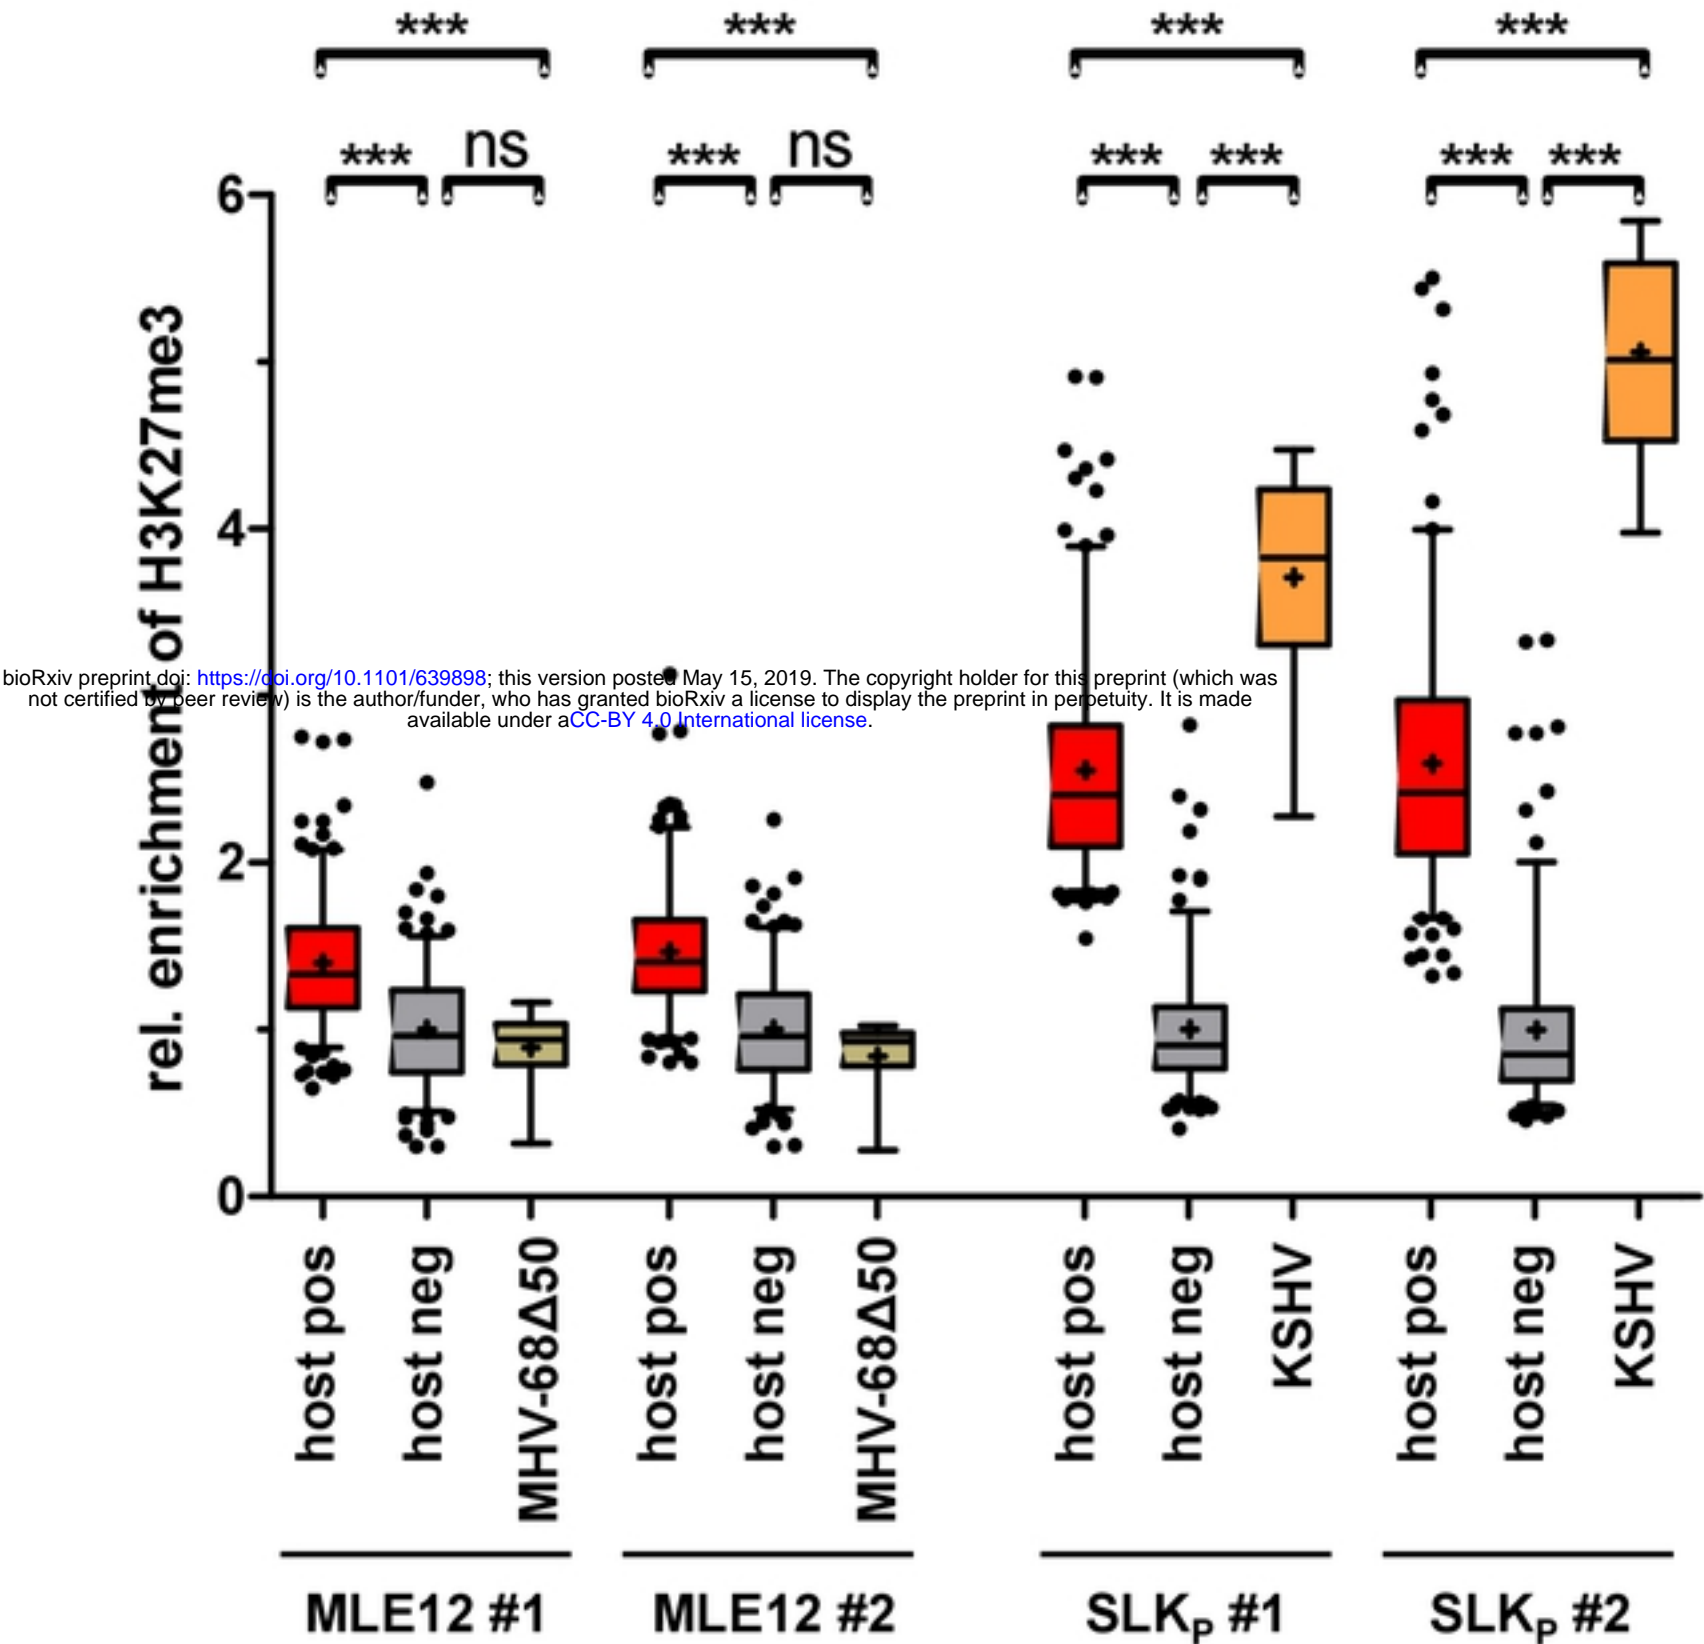 *** *** *** ***
*** ns *** ns *** *** *** ***
6
4
2
0
rel. enrichment of H3K27me3
bioRxiv preprint doi: https://doi.org/10.1101/639898; this version posted May 15, 2019. The copyright holder for this preprint (which was
not certified by peer review) is the author/funder, who has granted bioRxiv a license to display the preprint in perpetuity. It is made
available under aCC-BY 4.0 International license.
host pos
host neg
MHV-68Δ50
host pos
host neg
MHV-68Δ50
host pos
host neg
KSHV
host pos
host neg
KSHV
MLE12 #1 MLE12 #2 SLKP #1 SLKP #2